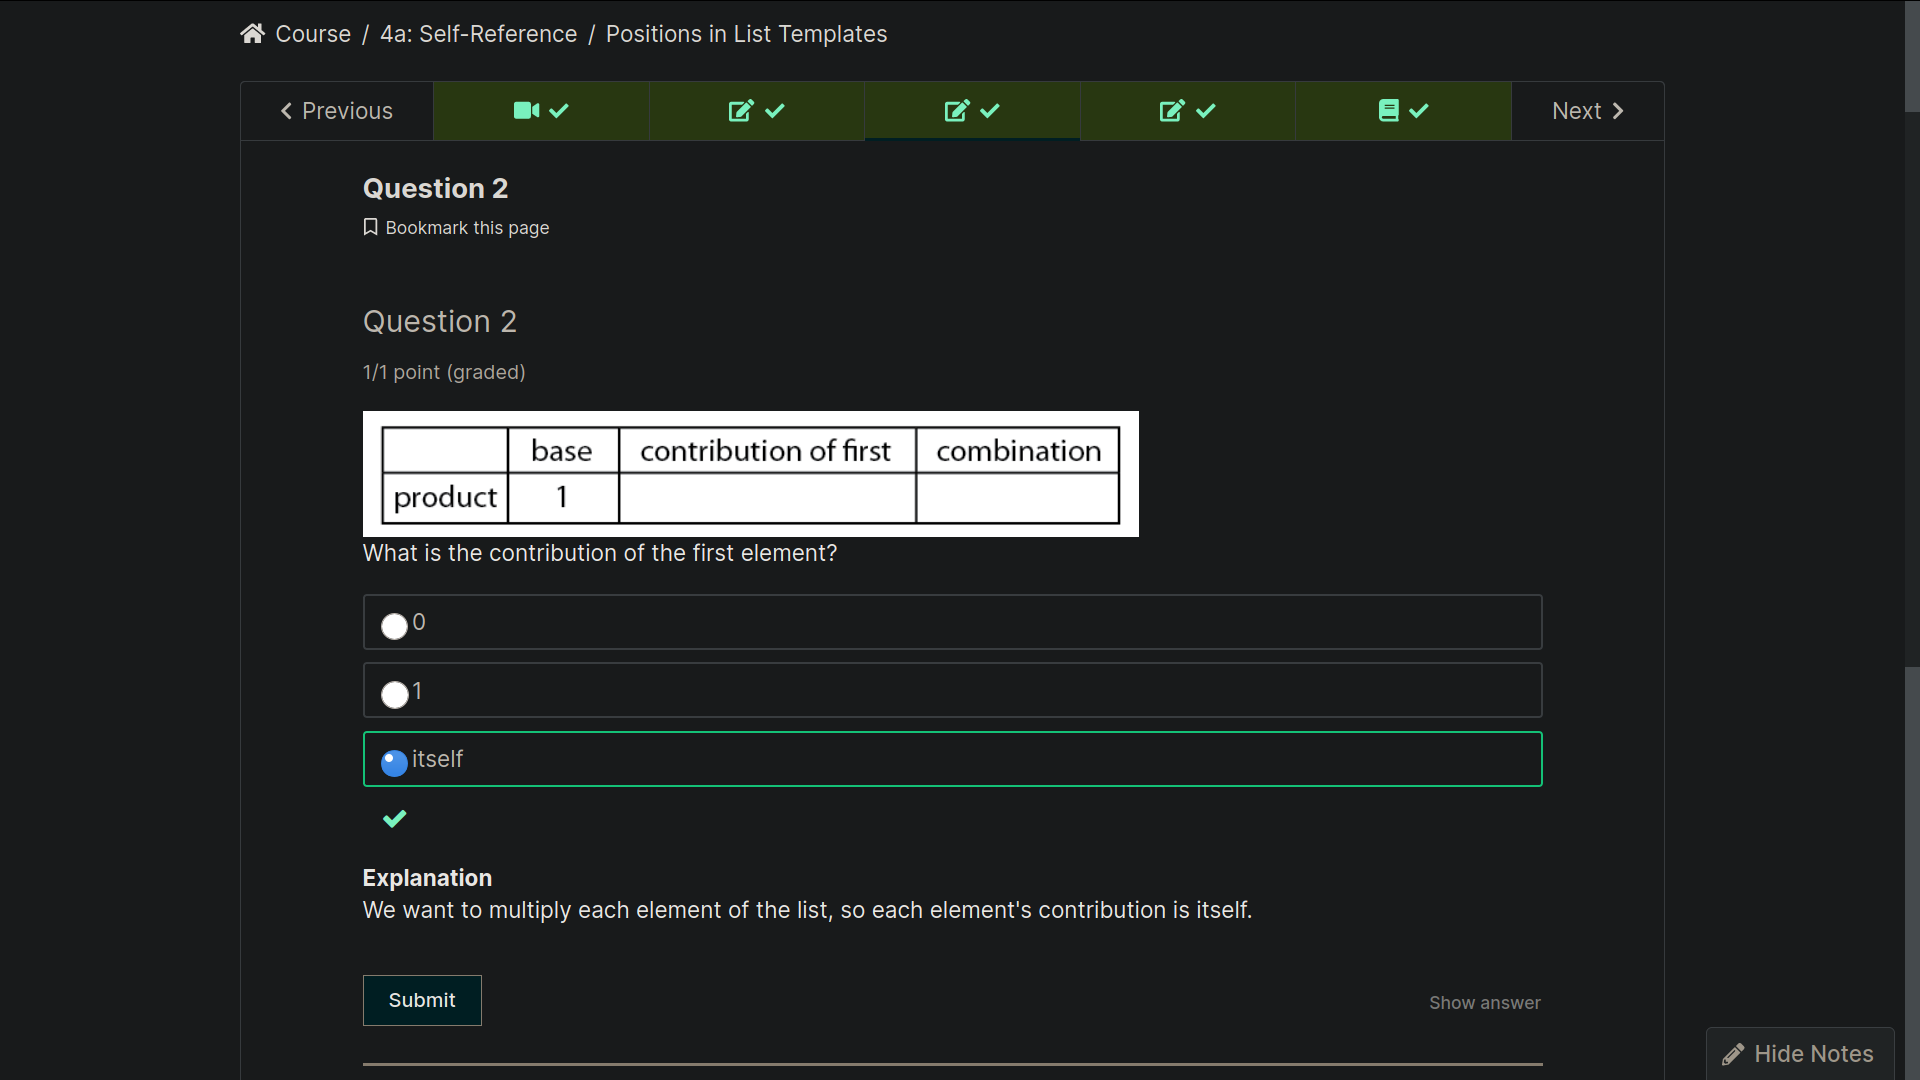 Course / 4a: Self-Reference / Positions in List Templates
Previous
Next
Question 2
Bookmark this page
Question 2
1/1 point (graded)
base contribution of first combination
product 1
What is the contribution of the first element?
0
1
itself
Explanation
We want to multiply each element of the list, so each element's contribution is itself.
Submit
Show answer
Hide Notes